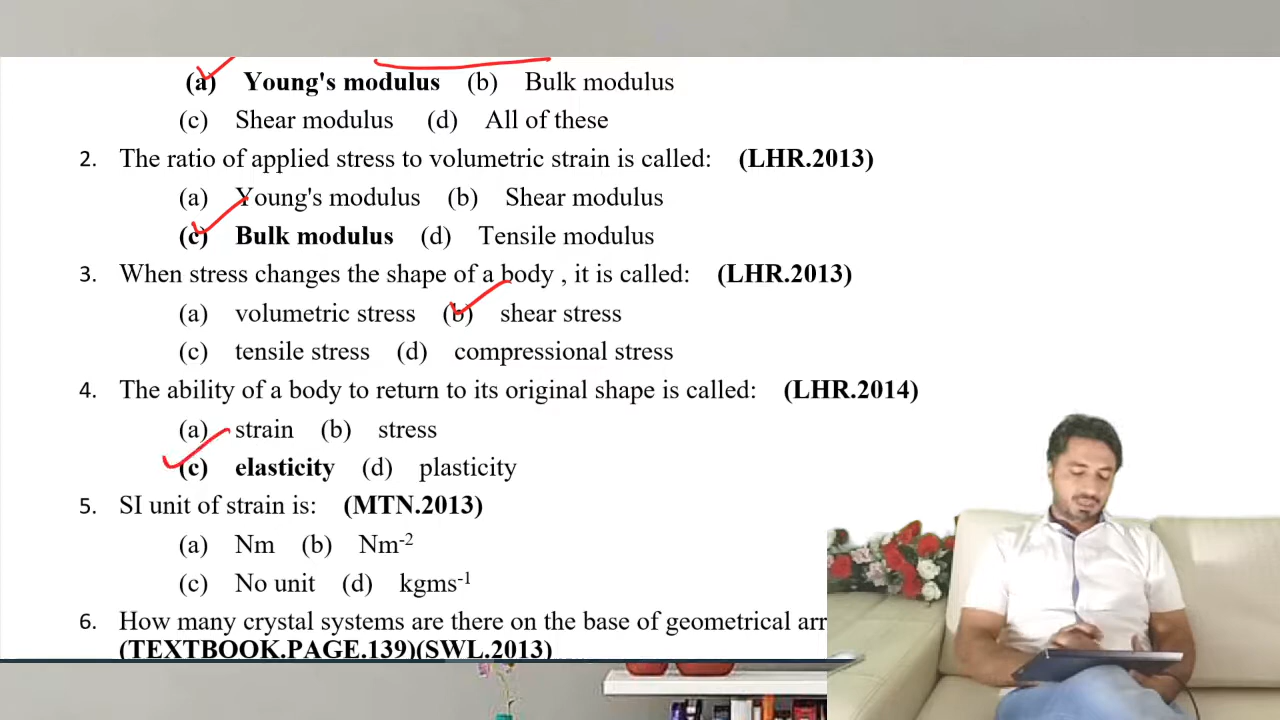 (a) Young's modulus (b) Bulk modulus
(c) Shear modulus (d) All of these
2. The ratio of applied stress to volumetric strain is called: (LHR.2013)
(a) Young's modulus (b) Shear modulus
(c) Bulk modulus (d) Tensile modulus
3. When stress changes the shape of a body , it is called: (LHR.2013)
(a) volumetric stress (b) shear stress
(c) tensile stress (d) compressional stress
4. The ability of a body to return to its original shape is called: (LHR.2014)
(a) strain (b) stress
(c) elasticity (d) plasticity
5. SI unit of strain is: (MTN.2013)
(a) Nm (b) Nm⁻²
(c) No unit (d) kgms⁻¹
6. How many crystal systems are there on the base of geometrical arr
(TEXTBOOK.PAGE.139)(SWL.2013)